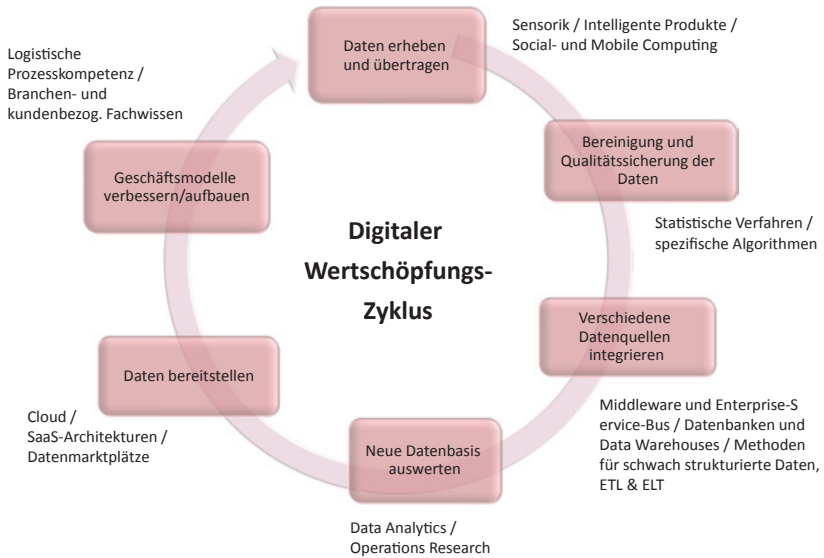 Daten erheben
und übertragen
Sensorik / Intelligente Produkte /
Social- und Mobile Computing
Bereinigung und
Qualitätssicherung der
Daten
Statistische Verfahren /
spezifische Algorithmen
Verschiedene
Datenquellen
integrieren
Middleware und Enterprise-S
ervice-Bus / Datenbanken und
Data Warehouses / Methoden
für schwach strukturierte Daten,
ETL & ELT
Neue Datenbasis
auswerten
Data Analytics /
Operations Research
Daten bereitstellen
Cloud /
SaaS-Architekturen /
Datenmarktplätze
Geschäftsmodelle
verbessern/aufbauen
Logistische
Prozesskompetenz /
Branchen- und
kundenbezog. Fachwissen
Digitaler
Wertschöpfungs-
Zyklus